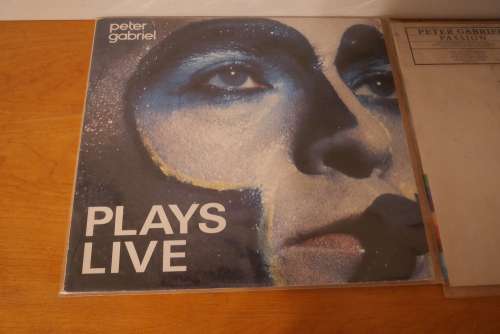 peter
gabriel
PLAYS
LIVE
PETER GABRIEL
PASSION